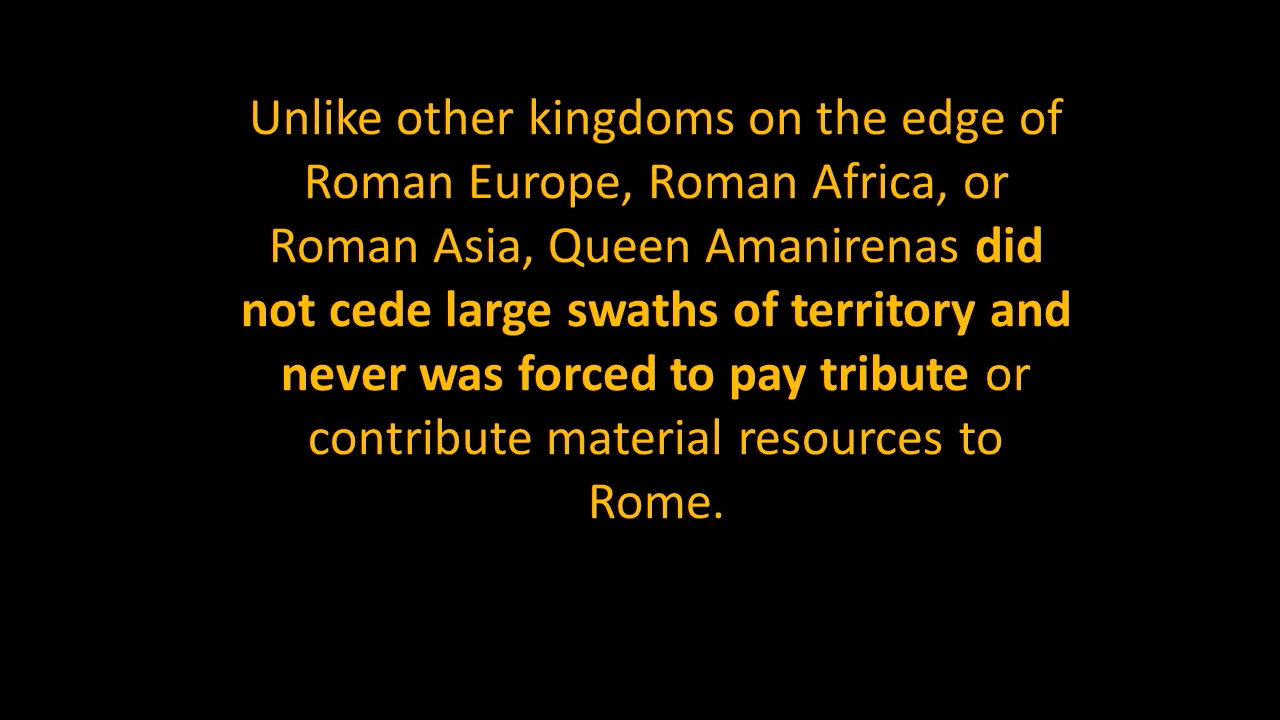 Unlike other kingdoms on the edge of
Roman Europe, Roman Africa, or
Roman Asia, Queen Amanirenas did
not cede large swaths of territory and
never was forced to pay tribute or
contribute material resources to
Rome.